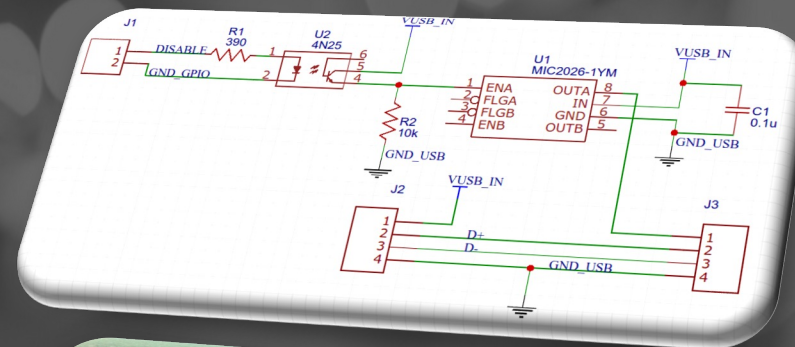 J1
1
2
DISABLE
GND_GPIO
R1
390
U2
4N25
1
2
6
5
4
VUSB_IN
R2
10k
GND_USB
U1
MIC2026-1YM
1
2
3
4
ENA
FLGA
FLGB
ENB
OUTA
IN
GND
OUTB
8
7
6
5
VUSB_IN
C1
0.1u
GND_USB
J2
1
2
3
4
VUSB_IN
D+
D-
GND_USB
J3
1
2
3
4